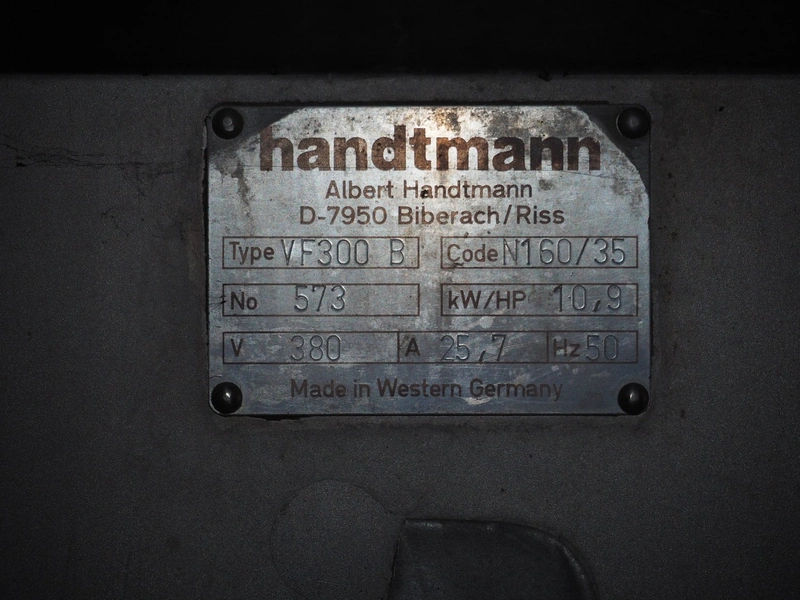 handtmann
Albert Handtmann
D-7950 Biberach/Riss
Type VF300 B Code N160/35
No 573 kW/HP 10,9
V 380 A 25,7 Hz 50
Made in Western Germany